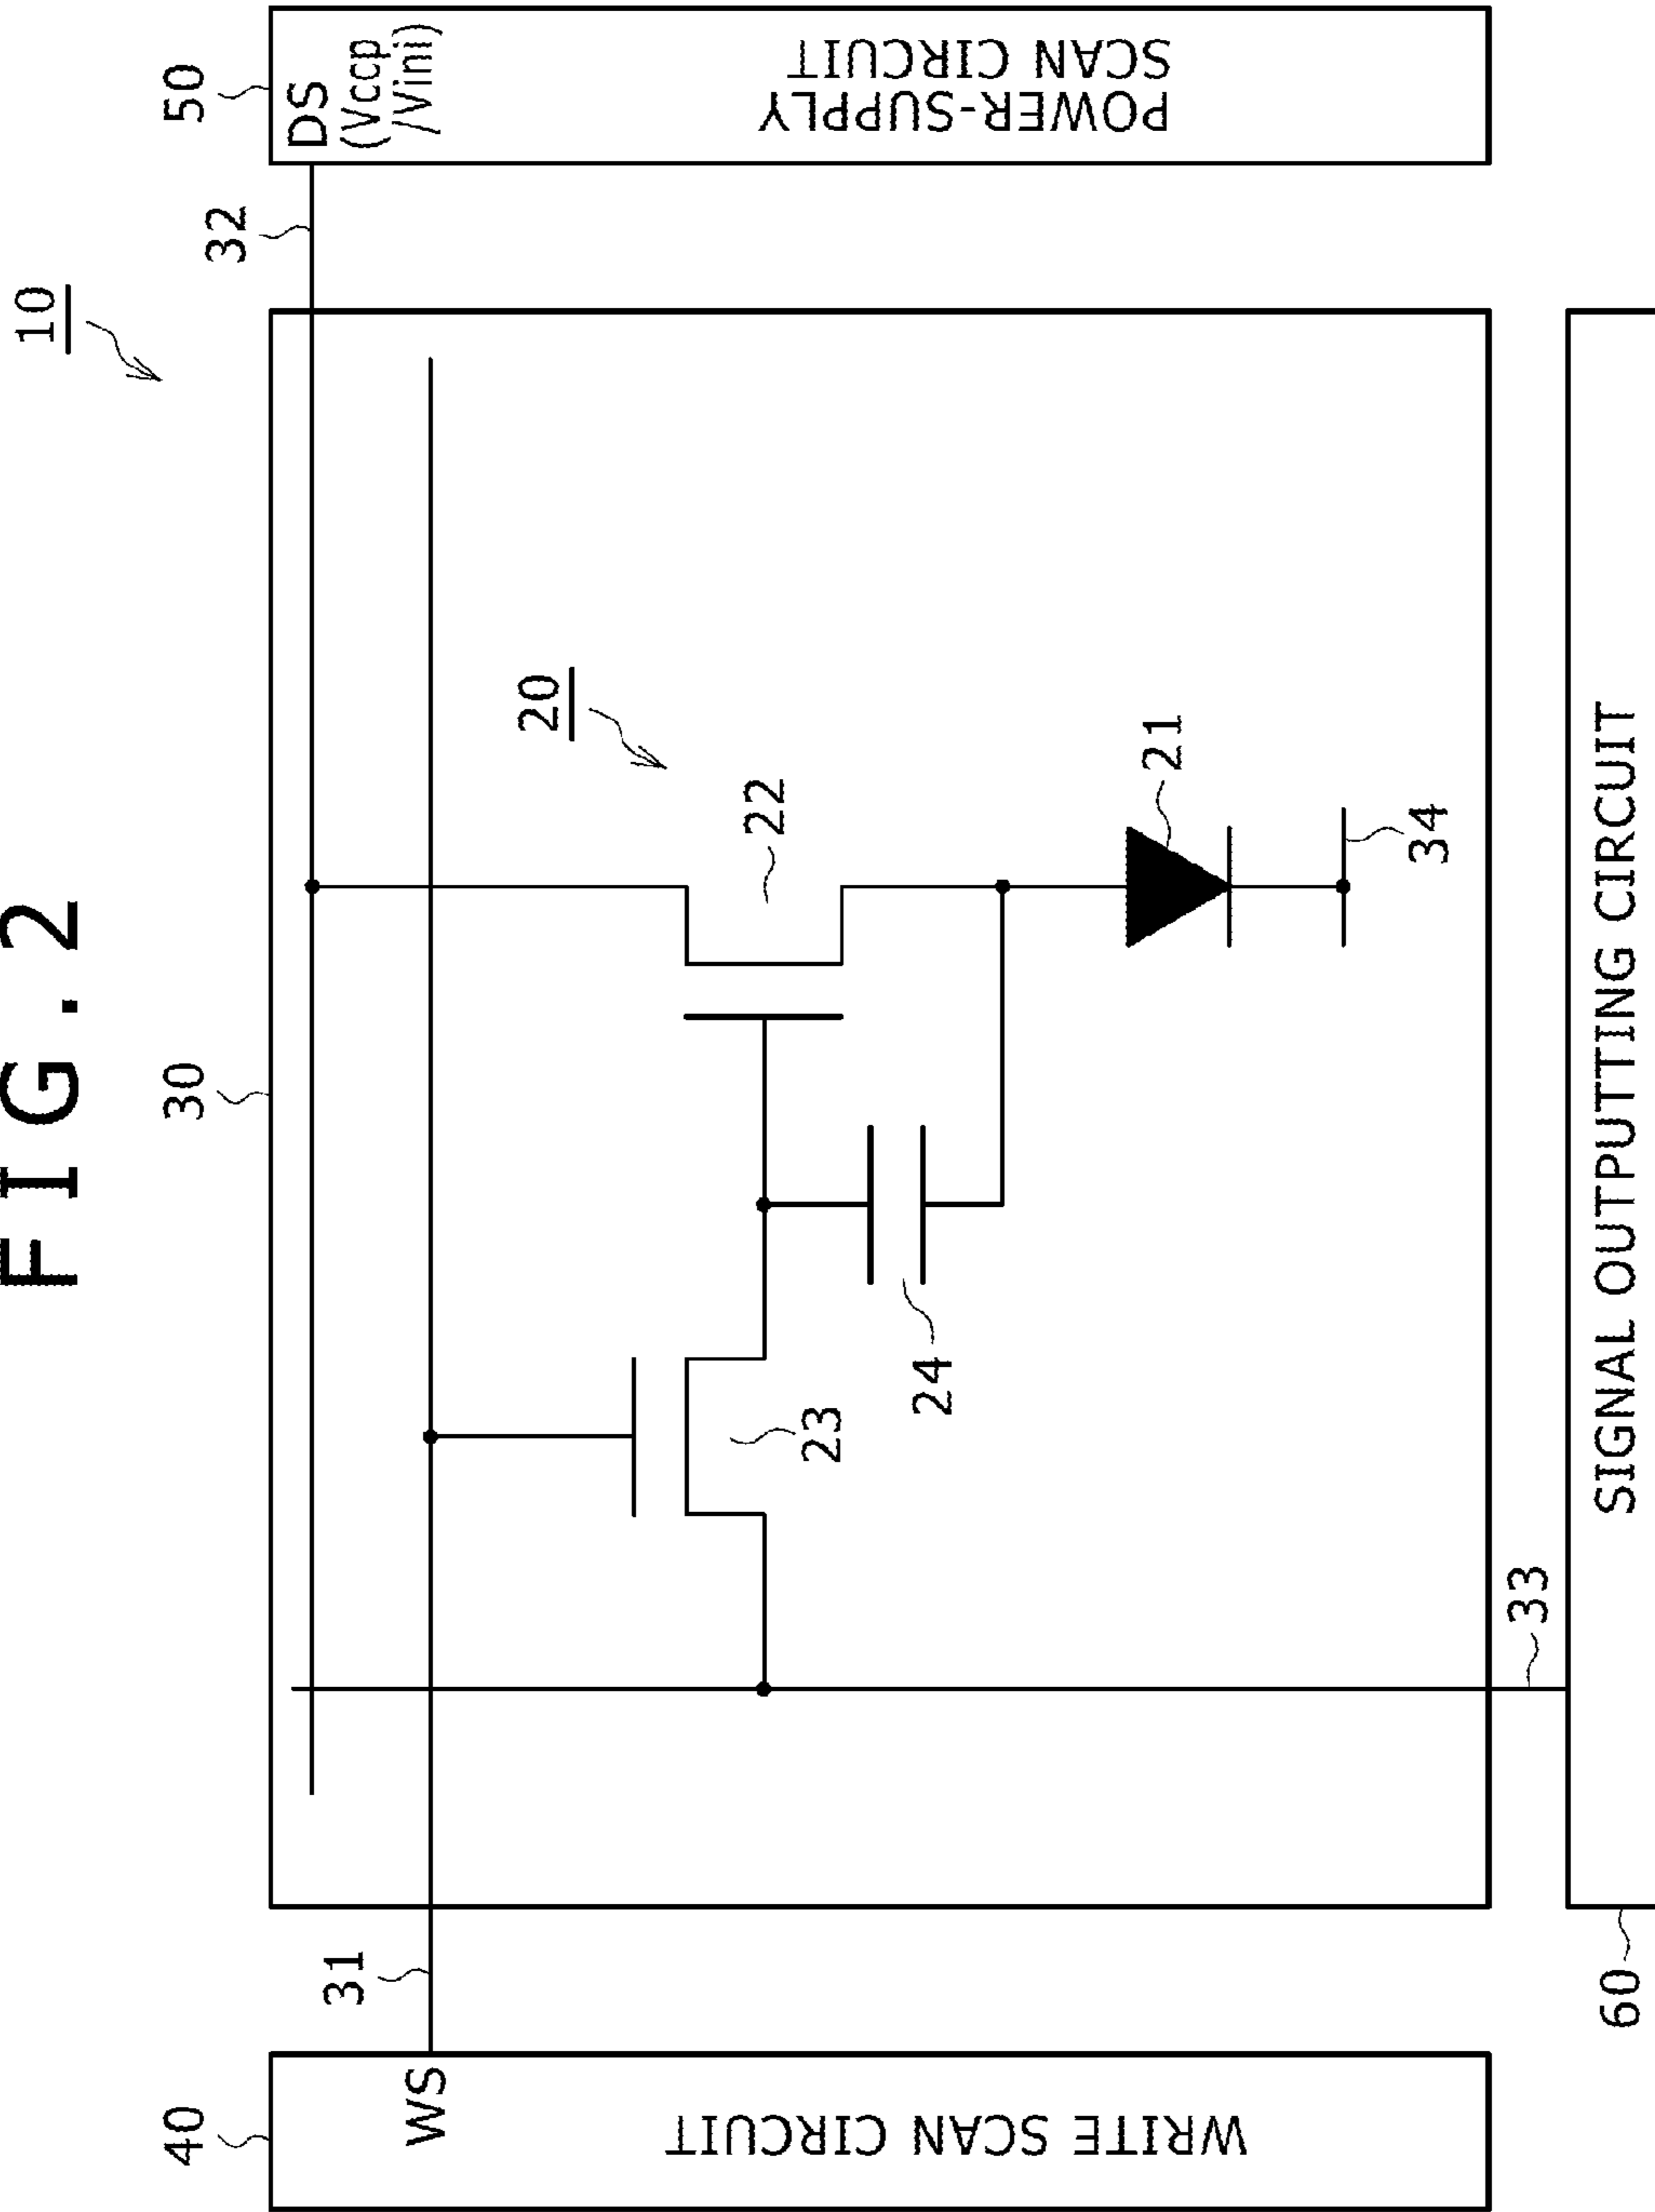 FIG.2
10
40
30
50
31
32
WS
DS
(Vccp
/Vini)
20
22
23
24
21
34
WRITE SCAN CIRCUIT
POWER-SUPPLY
SCAN CIRCUIT
33
60
SIGNAL OUTPUTTING CIRCUIT